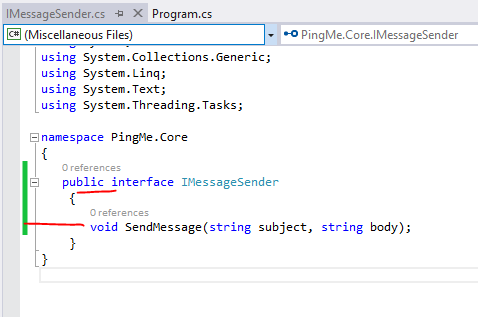 IMessageSender.cs
Program.cs
C# (Miscellaneous Files)
PingMe.Core.IMessageSender
using System.Collections.Generic;
using System.Linq;
using System.Text;
using System.Threading.Tasks;
namespace PingMe.Core
{
0 references
public interface IMessageSender
{
0 references
void SendMessage(string subject, string body);
}
}